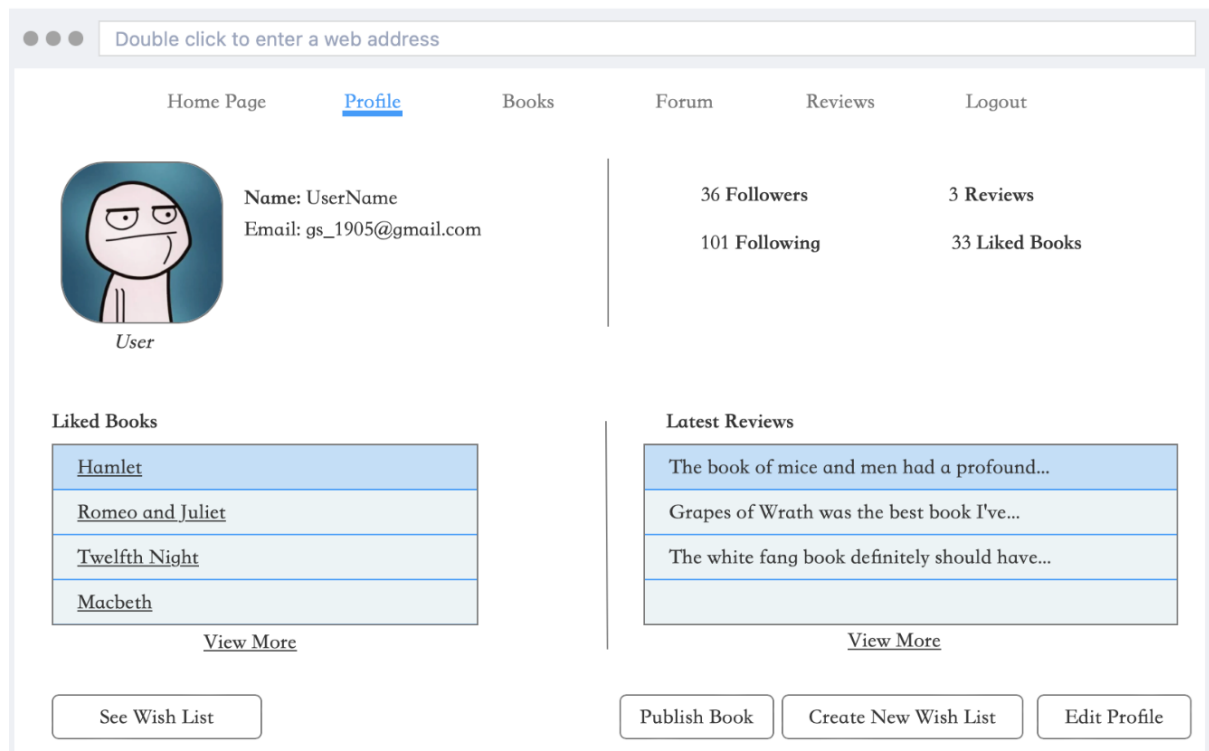 Double click to enter a web address
Home Page Profile Books Forum Reviews Logout
Name: UserName
Email: gs_1905@gmail.com
User
36 Followers 3 Reviews
101 Following 33 Liked Books
Liked Books
Hamlet
Romeo and Juliet
Twelfth Night
Macbeth
View More
Latest Reviews
The book of mice and men had a profound...
Grapes of Wrath was the best book I've...
The white fang book definitely should have...
View More
See Wish List Publish Book Create New Wish List Edit Profile